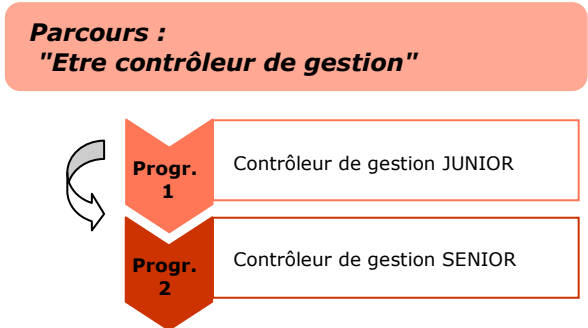 Parcours :
"Etre contrôleur de gestion"
Progr.
1
Contrôleur de gestion JUNIOR
Progr.
2
Contrôleur de gestion SENIOR